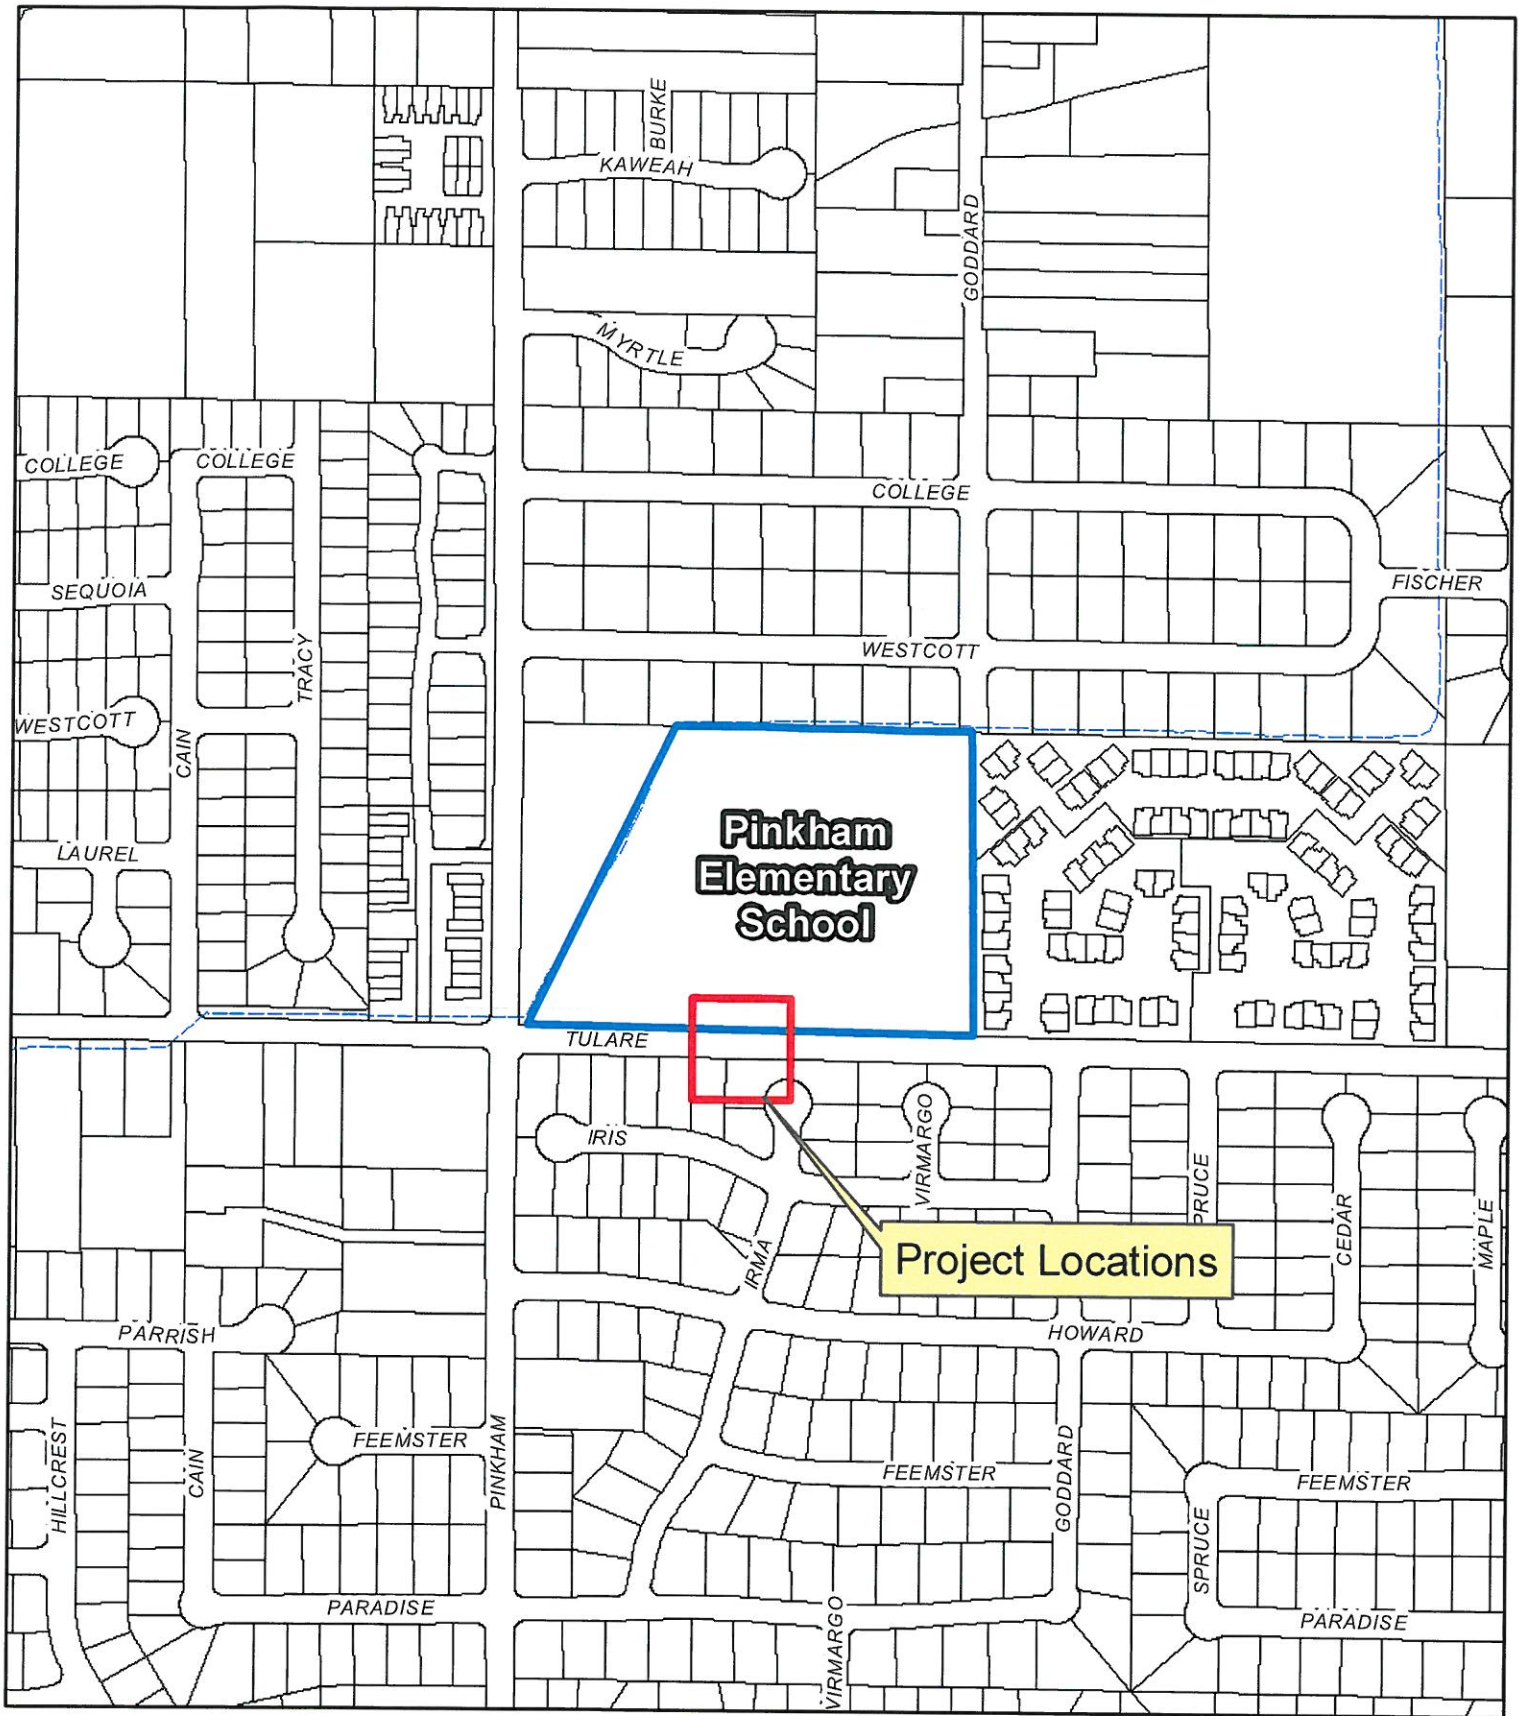 BURKE
KAWEAH
GODDARD
MYRTLE
COLLEGE
COLLEGE
COLLEGE
FISCHER
SEQUOIA
TRACY
WESTCOTT
WESTCOTT
CAIN
Pinkham
Elementary
School
LAUREL
TULARE
IRIS
VIRMARGO
PRUCE
CEDAR
MAPLE
IRMA
Project Locations
PARRISH
HOWARD
HILLCREST
CAIN
FEEMSTER
PINKHAM
FEEMSTER
GODDARD
FEEMSTER
SPRUCE
PARADISE
VIRMARGO
PARADISE